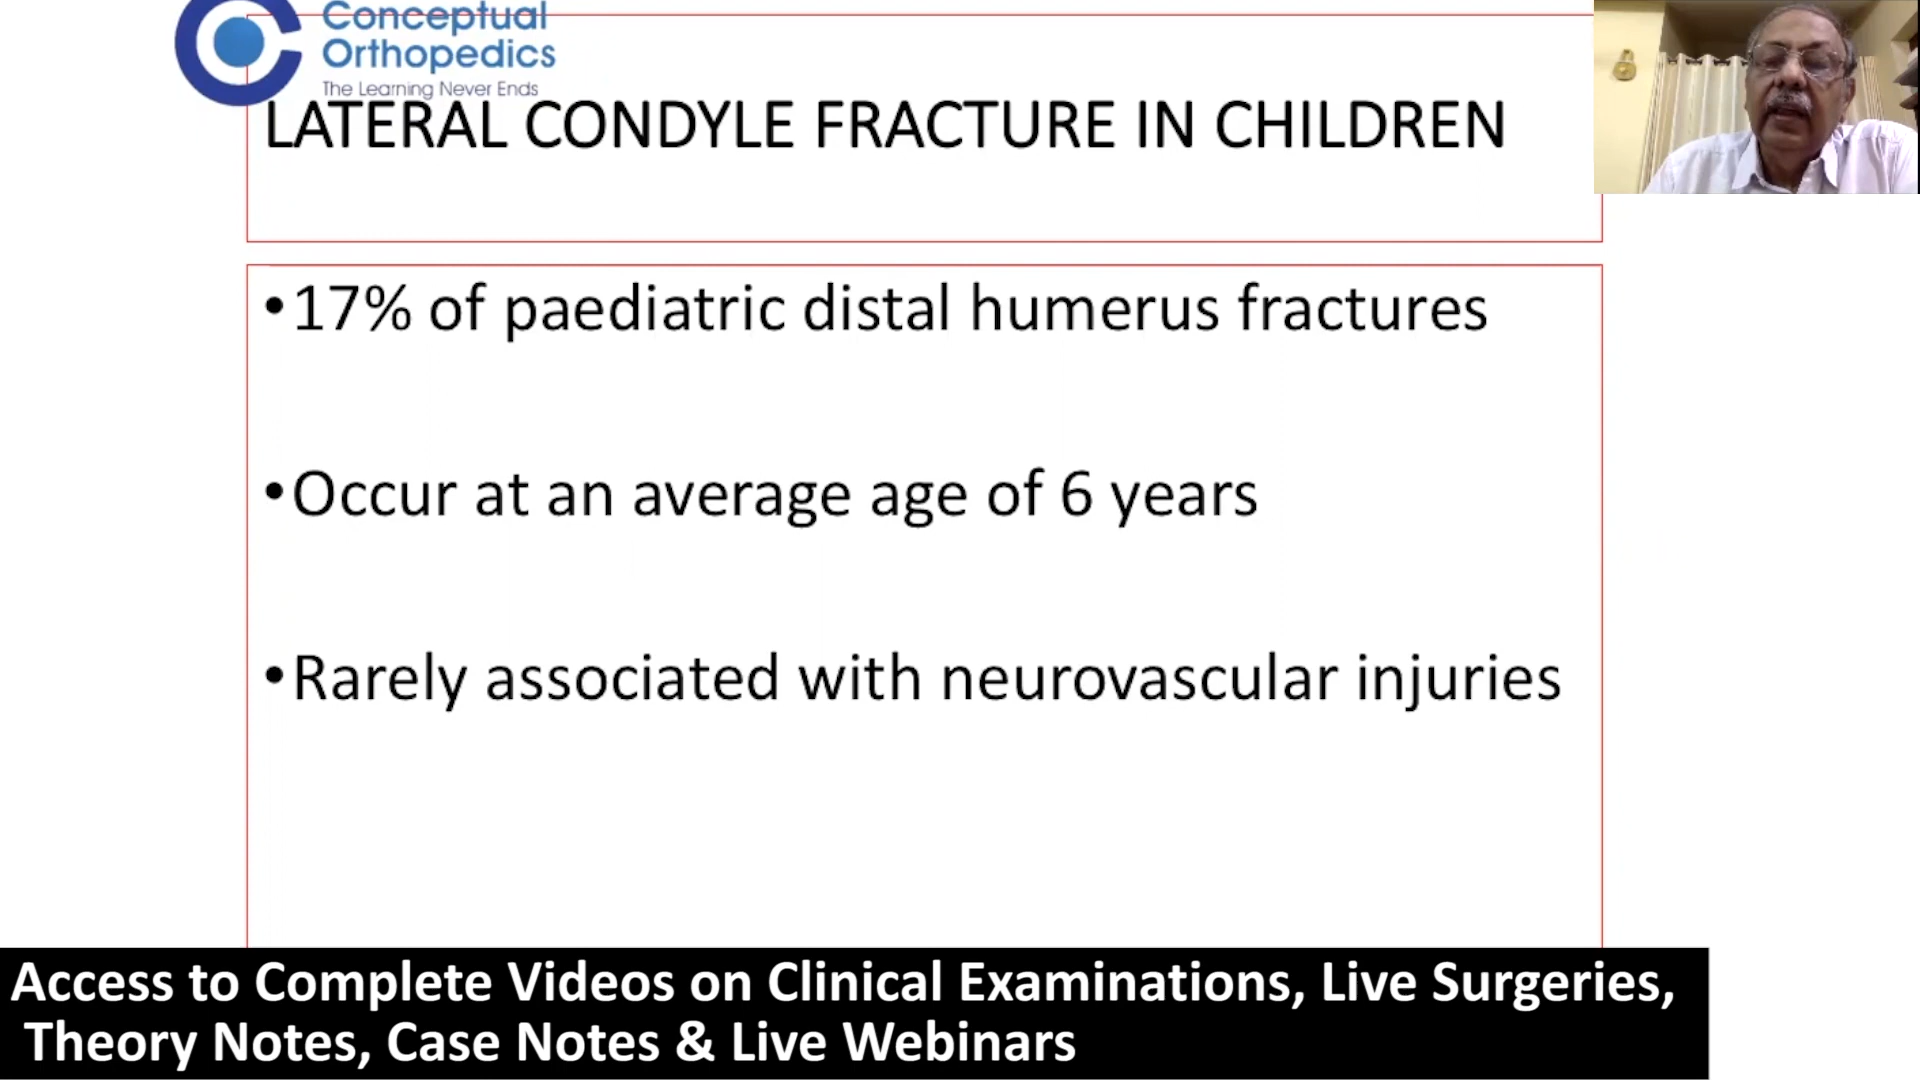 Conceptual
Orthopedics
The Learning Never Ends
LATERAL CONDYLE FRACTURE IN CHILDREN
•17% of paediatric distal humerus fractures
•Occur at an average age of 6 years
•Rarely associated with neurovascular injuries
Access to Complete Videos on Clinical Examinations, Live Surgeries,
Theory Notes, Case Notes & Live Webinars